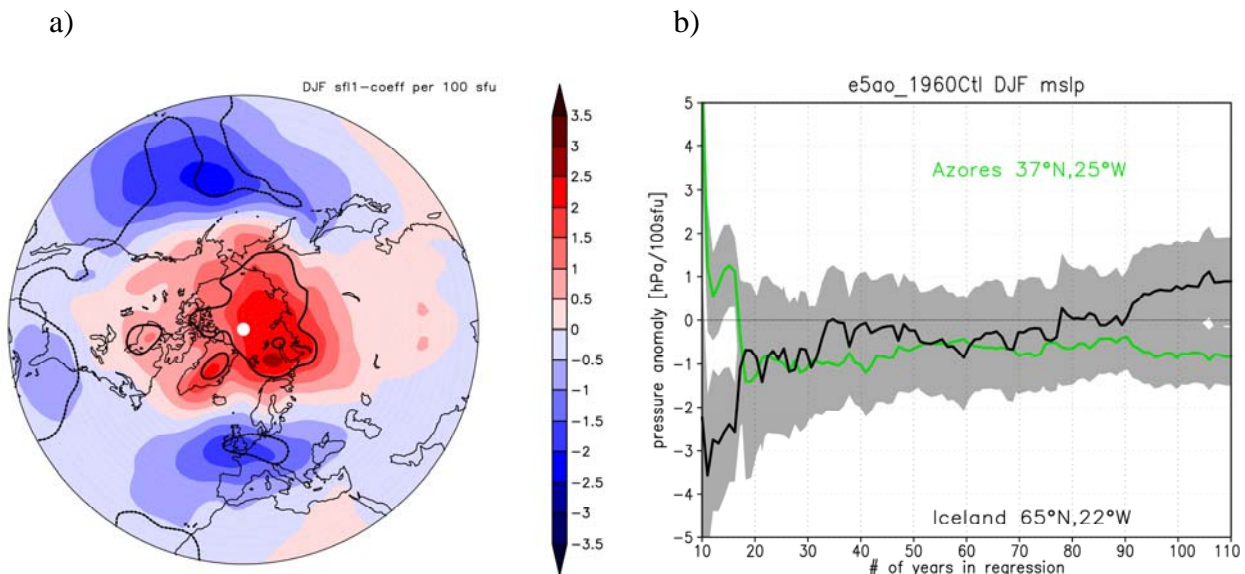 a)
b)
DJF sfl1-coeff per 100 sfu
3.5
3
2.5
2
1.5
1
0.5
0
-0.5
-1
-1.5
-2
-2.5
-3
-3.5
e5ao_1960Ctl DJF mslp
pressure anomaly [hPa/100sfu]
5
4
3
2
1
0
-1
-2
-3
-4
-5
Azores 37°N,25°W
Iceland 65°N,22°W
10 20 30 40 50 60 70 80 90 100 110
# of years in regression